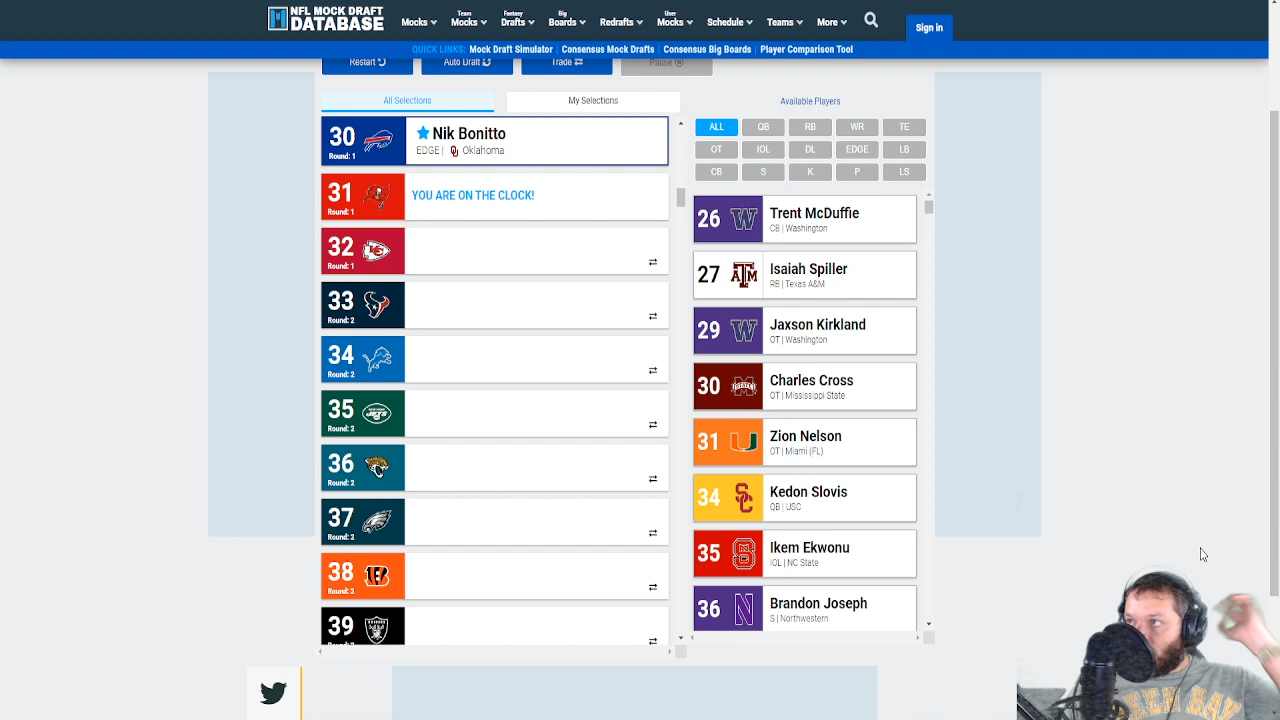 NFL MOCK DRAFT
DATABASE
Mocks
Team
Mocks
Fantasy
Drafts
Big
Boards
Redrafts
User
Mocks
Schedule
Teams
More
Sign in
QUICK LINKS: Mock Draft Simulator Consensus Mock Drafts Consensus Big Boards Player Comparison Tool
Restart
Auto Draft
Trade
Pause
All Selections
My Selections
Available Players
ALL QB RB WR TE
OT IOL DL EDGE LB
CB S K P LS
30
Round: 1
Nik Bonitto
EDGE | Oklahoma
31
Round: 1
YOU ARE ON THE CLOCK!
32
Round: 1
33
Round: 2
34
Round: 2
35
Round: 2
36
Round: 2
37
Round: 2
38
Round: 2
39
26
Trent McDuffie
CB | Washington
27
Isaiah Spiller
RB | Texas A&M
29
Jaxson Kirkland
OT | Washington
30
Charles Cross
OT | Mississippi State
31
Zion Nelson
OT | Miami (FL)
34
Kedon Slovis
QB | USC
35
Ikem Ekwonu
IOL | NC State
36
Brandon Joseph
S | Northwestern
GREEN BAY